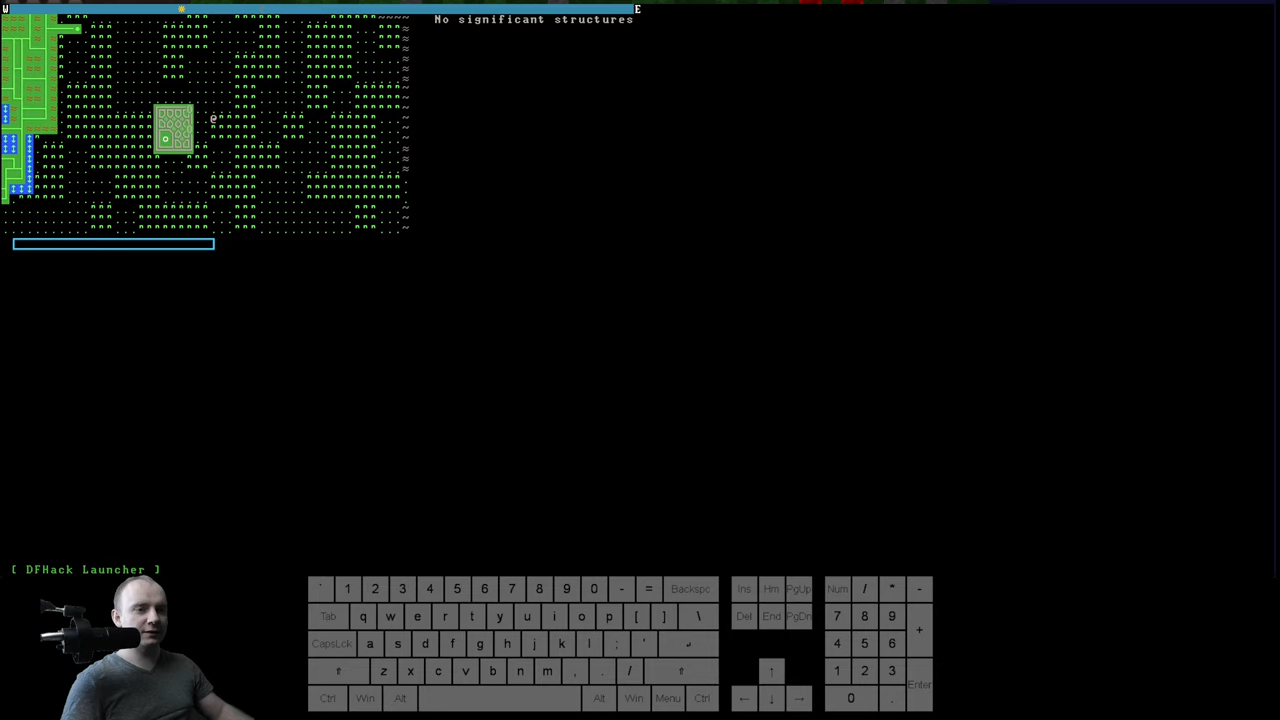 W E
No significant structures
[ DFHack Launcher ]
` 1 2 3 4 5 6 7 8 9 0 - = Backspc Ins Hm PgUp Num / * -
Tab q w e r t y u i o p [ ] \ Del End PgDn 7 8 9 +
CapsLck a s d f g h j k l ; ' ↵ 4 5 6
⇧ z x c v b n m , . / ⇧ ↑ 1 2 3 Enter
Ctrl Win Alt Alt Win Menu Ctrl ← ↓ → 0 .